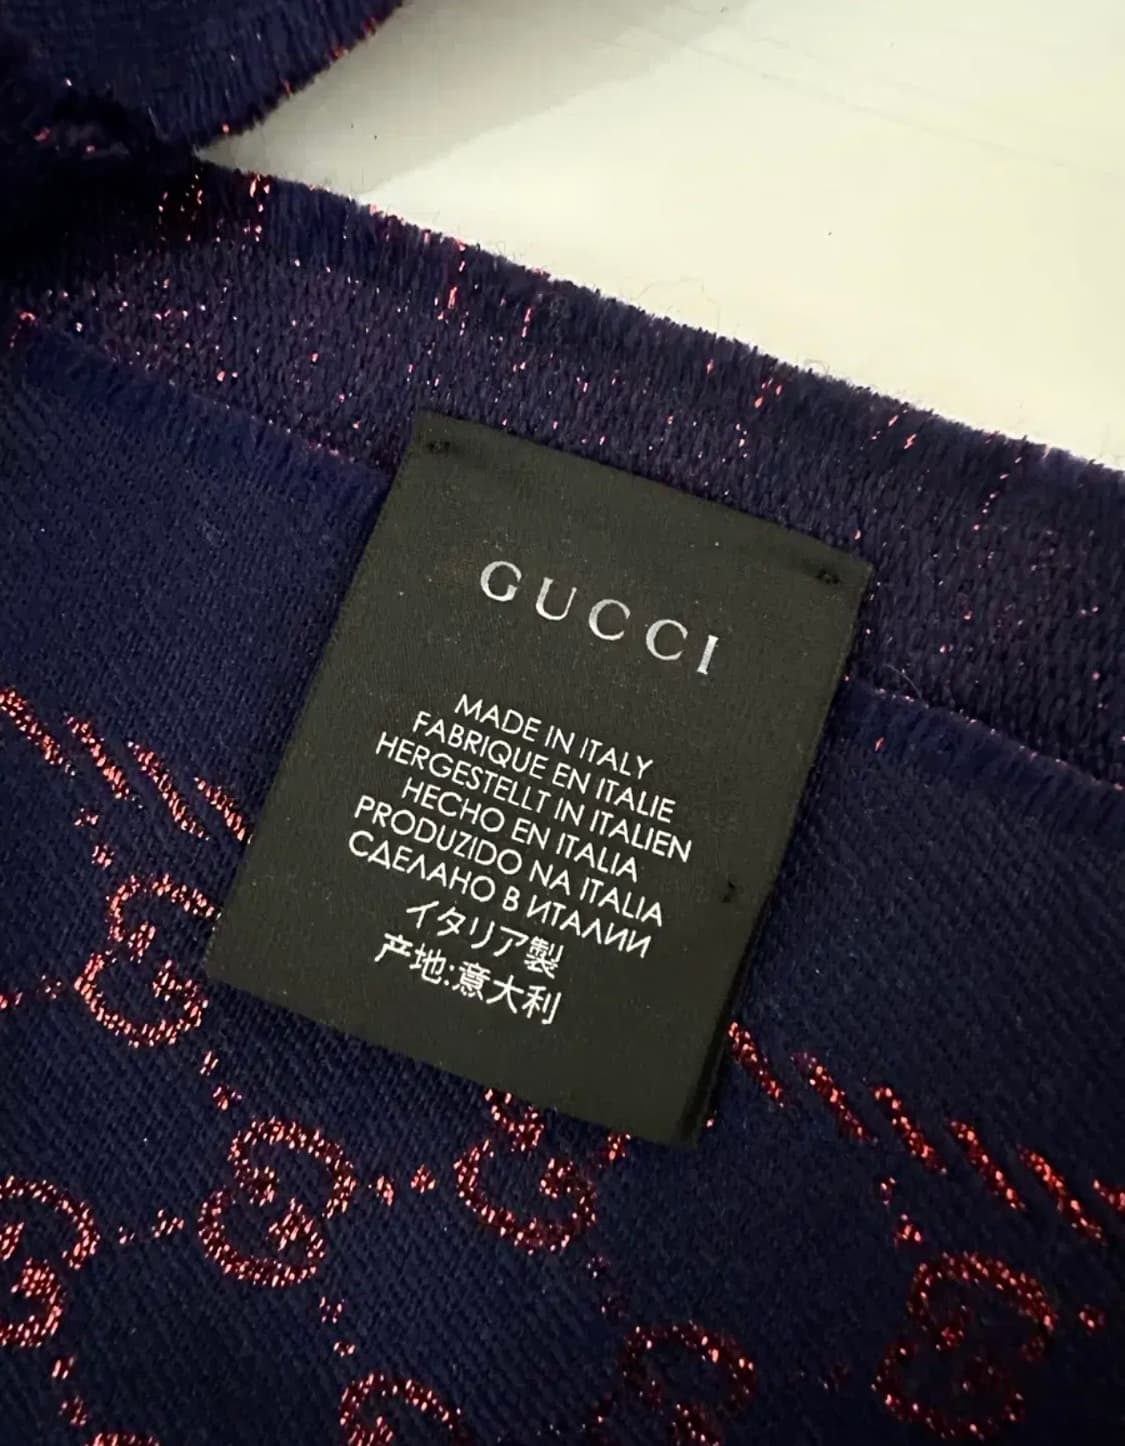 GUCCI
MADE IN ITALY
FABRIQUE EN ITALIE
HERGESTELLT IN ITALIEN
HECHO EN ITALIA
PRODUZIDO NA ITALIA
СДЕЛАНО В ИТАЛИИ
イタリア製
产地:意大利